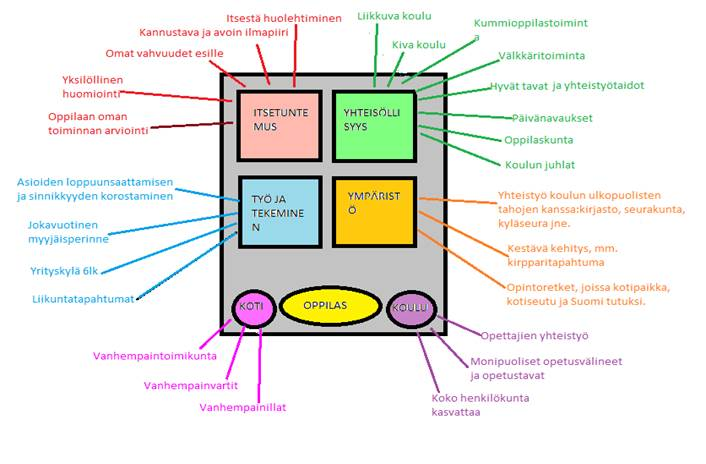 Itsestä huolehtiminen
Kannustava ja avoin ilmapiiri
Omat vahvuudet esille
Yksilöllinen
huomiointi
Oppilaan oman
toiminnan arviointi
Liikkuva koulu
Kiva koulu
Kummioppilastoimint
a
Välkkäritoiminta
Hyvät tavat ja yhteistyötaidot
Päivänavaukset
Oppilaskunta
Koulun juhlat
ITSETUNTE
MUS
YHTEISÖLLI
SYYS
Asioiden loppuunsaattamisen
ja sinnikkyyden korostaminen
Jokavuotinen
myyjäisperinne
Yrityskylä 6lk
Liikuntatapahtumat
TYÖ JA
TEKEMINE
N
YMPÄRIST
Ö
Yhteistyö koulun ulkopuolisten
tahojen kanssa:kirjasto, seurakunta,
kyläseura jne.
Kestävä kehitys, mm.
kirpparitapahtuma
Opintoretket, joissa kotipaikka,
kotiseutu ja Suomi tutuksi.
KOTI
OPPILAS
KOULU
Vanhempaintoimikunta
Vanhempainvartit
Vanhempainillat
Opettajien yhteistyö
Monipuoliset opetusvälineet
ja opetustavat
Koko henkilökunta
kasvattaa